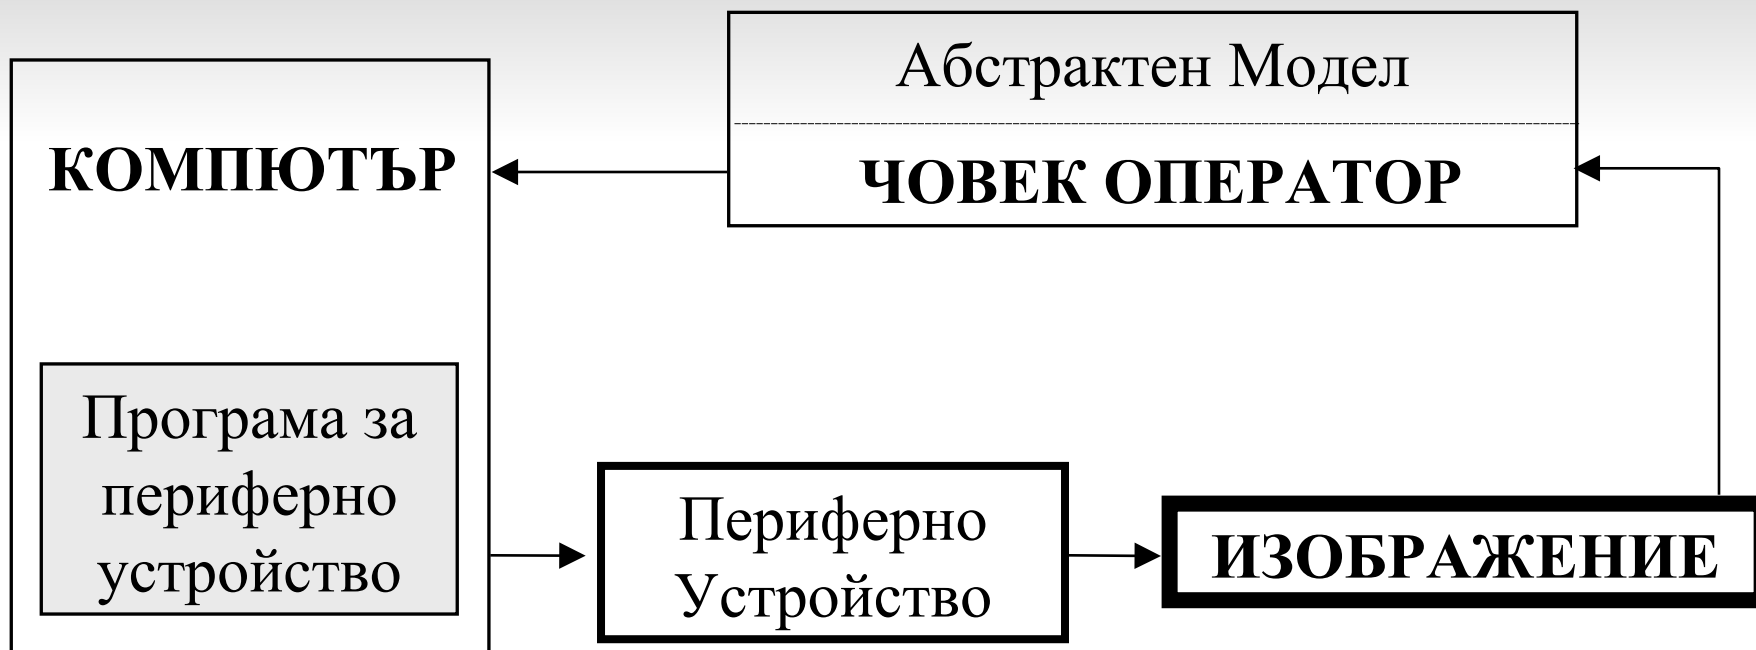 Абстрактен Модел
ЧОВЕК ОПЕРАТОР
КОМПЮТЪР
Програма за
периферно
устройство
Периферно
Устройство
ИЗОБРАЖЕНИЕ